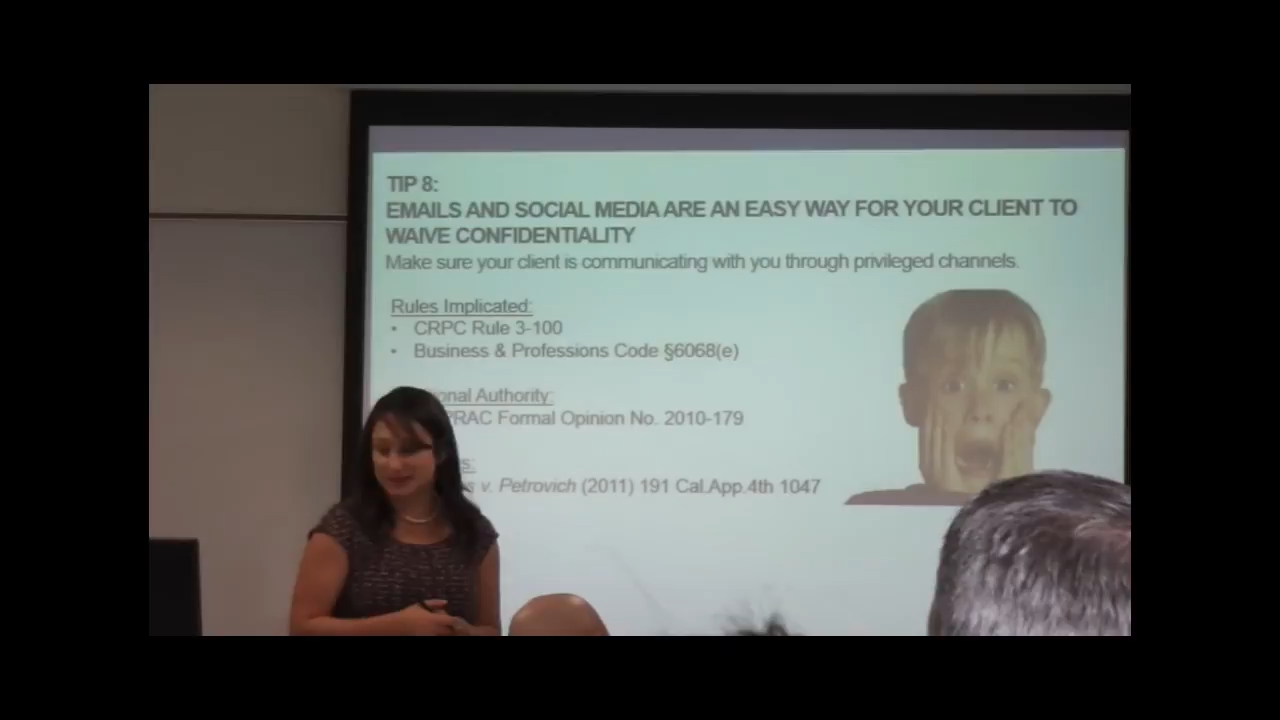 TIP 8:
EMAILS AND SOCIAL MEDIA ARE AN EASY WAY FOR YOUR CLIENT TO
WAIVE CONFIDENTIALITY
Make sure your client is communicating with you through privileged channels.
Rules Implicated:
• CRPC Rule 3-100
• Business & Professions Code §6068(e)
onal Authority:
PRAC Formal Opinion No. 2010-179
s:
s v. Petrovich (2011) 191 Cal.App.4th 1047